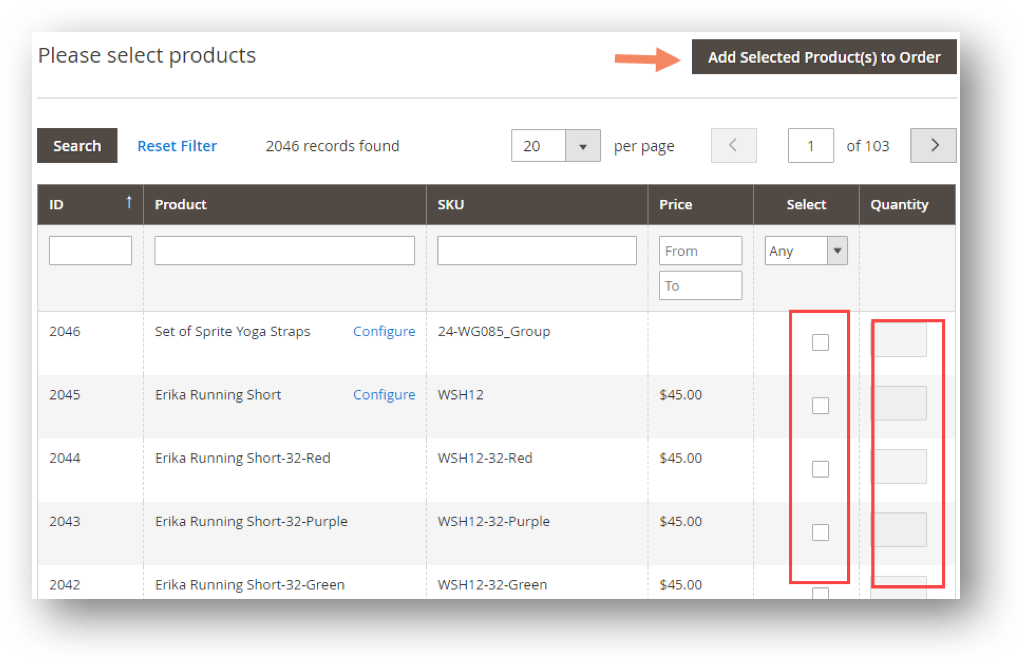 Please select products
Add Selected Product(s) to Order
Search Reset Filter 2046 records found 20 per page 1 of 103
ID ↑ Product SKU Price Select Quantity
From Any
To
2046 Set of Sprite Yoga Straps Configure 24-WG085_Group
2045 Erika Running Short Configure WSH12 $45.00
2044 Erika Running Short-32-Red WSH12-32-Red $45.00
2043 Erika Running Short-32-Purple WSH12-32-Purple $45.00
2042 Erika Running Short-32-Green WSH12-32-Green $45.00